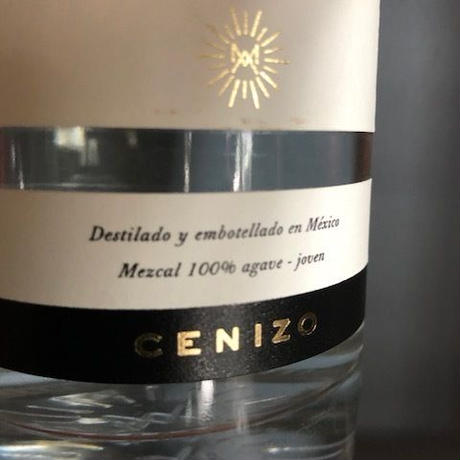 Destilado y embotellado en México
Mezcal 100% agave - joven
CENIZO